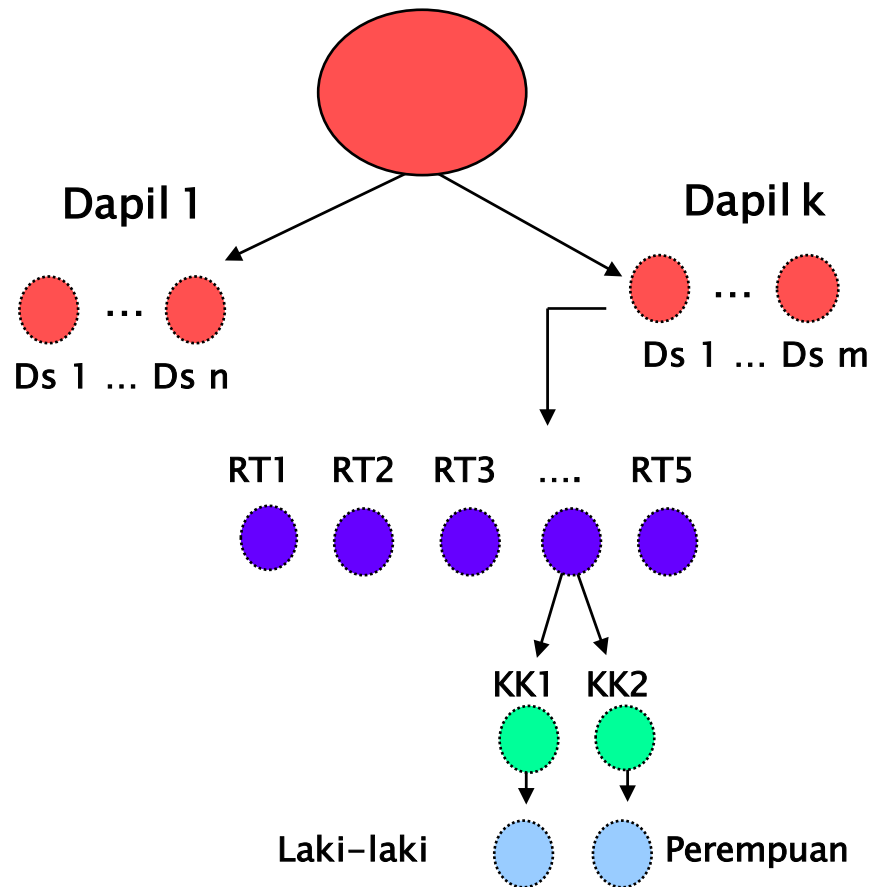 Dapil 1
Dapil k
... ...
Ds 1 ... Ds m
Ds 1 ... Ds n
RT1 RT2 RT3 .... RT5
KK1 KK2
Laki-laki Perempuan